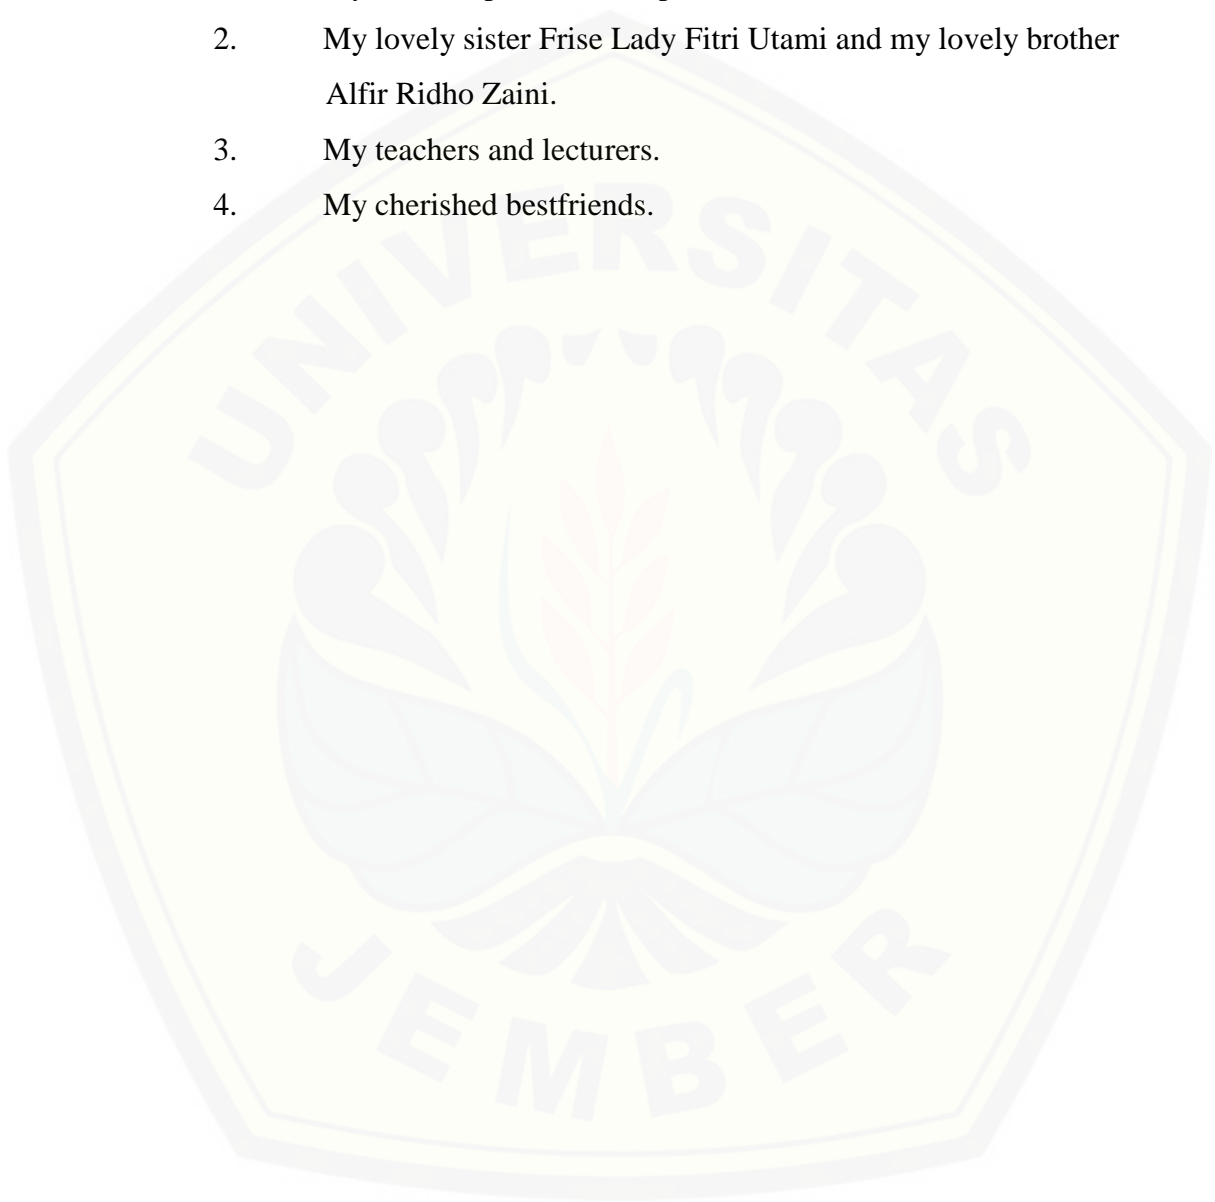 2. My lovely sister Frise Lady Fitri Utami and my lovely brother
Alfir Ridho Zaini.
3. My teachers and lecturers.
4. My cherished bestfriends.
UNIVERSITAS
JEMBER